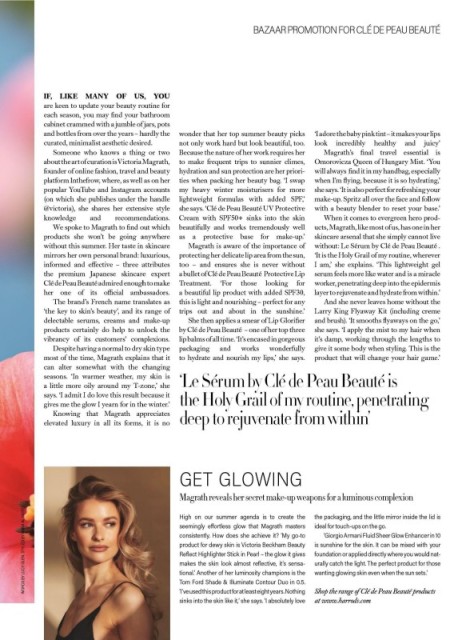 BAZAAR PROMOTION FOR CLÉ DE PEAU BEAUTÉ
IF, LIKE MANY OF US, YOU
are keen to update your beauty routine for
each season, you may find your bathroom
cabinet crammed with a jumble of jars, pots
and bottles from over the years – hardly the
curated, minimalist aesthetic desired.
Someone who knows a thing or two
about the art of curation is Victoria Magrath,
founder of online fashion, travel and beauty
platform Inthefrow, where, as well as on her
popular YouTube and Instagram accounts
(on which she publishes under the handle
@victoria), she shares her extensive style
knowledge and recommendations.
We spoke to Magrath to find out which
products she won't be going anywhere
without this summer. Her taste in skincare
mirrors her own personal brand: luxurious,
informed and effective – three attributes
the premium Japanese skincare expert
Clé de Peau Beauté admired enough to make
her one of its official ambassadors.
The brand's French name translates as
'the key to skin's beauty', and its range of
delectable serums, creams and make-up
products certainly do help to unlock the
vibrancy of its customers' complexions.
Despite having a normal to dry skin type
most of the time, Magrath explains that it
can alter somewhat with the changing
seasons. 'In warmer weather, my skin is
a little more oily around my T-zone,' she
says. 'I admit I do love this result because it
gives me the glow I yearn for in the winter.'
Knowing that Magrath appreciates
elevated luxury in all its forms, it is no
wonder that her top summer beauty picks
not only work hard but look beautiful, too.
Because the nature of her work requires her
to make frequent trips to sunnier climes,
hydration and sun protection are her priori-
ties when packing her beauty bag. 'I swap
my heavy winter moisturisers for more
lightweight formulas with added SPF,'
she says. 'Clé de Peau Beauté UV Protective
Cream with SPF50+ sinks into the skin
beautifully and works tremendously well
as a protective base for make-up.'
Magrath is aware of the importance of
protecting her delicate lip area from the sun,
too – and ensures she is never without
a bullet of Clé de Peau Beauté Protective Lip
Treatment. 'For those looking for
a beautiful lip product with added SPF30,
this is light and nourishing – perfect for any
trips out and about in the sunshine.'
She then applies a smear of Lip Glorifier
by Clé de Peau Beauté – one of her top three
lip balms of all time. 'It's encased in gorgeous
packaging and works wonderfully
to hydrate and nourish my lips,' she says.
'I adore the baby pink tint – it makes your lips
look incredibly healthy and juicy'
Magrath's final travel essential is
Omorovicza Queen of Hungary Mist. 'You
will always find it in my handbag, especially
when I'm flying, because it is so hydrating,'
she says. 'It is also perfect for refreshing your
make-up. Spritz all over the face and follow
with a beauty blender to reset your base.'
When it comes to evergreen hero prod-
ucts, Magrath, like most of us, has one in her
skincare arsenal that she simply cannot live
without: Le Sérum by Clé de Peau Beauté.
'It is the Holy Grail of my routine, wherever
I am,' she explains. 'This lightweight gel
serum feels more like water and is a miracle
worker, penetrating deep into the epidermis
layer to rejuvenate and hydrate from within.'
And she never leaves home without the
Larry King Flyaway Kit (including creme
and brush). 'It smooths flyaways on the go,'
she says. 'I apply the mist to my hair when
it's damp, working through the lengths to
give it some body when styling. This is the
product that will change your hair game.'
'Le Sérum by Clé de Peau Beauté is
the Holy Grail of my routine, penetrating
deep to rejuvenate from within'
GET GLOWING
Magrath reveals her secret make-up weapons for a luminous complexion
High on our summer agenda is to create the
seemingly effortless glow that Magrath masters
consistently. How does she achieve it? 'My go-to
product for dewy skin is Victoria Beckham Beauty
Reflect Highlighter Stick in Pearl – the glow it gives
makes the skin look almost reflective, it's sensa-
tional.' Another of her luminosity champions is the
Tom Ford Shade & Illuminate Contour Duo in 0.5.
'I've used this product for at least eight years. Nothing
sinks into the skin like it,' she says. 'I absolutely love
the packaging, and the little mirror inside the lid is
ideal for touch-ups on the go.
'Giorgio Armani Fluid Sheer Glow Enhancer in 10
is sunshine for the skin. It can be mixed with your
foundation or applied directly where you would nat-
urally catch the light. The perfect product for those
wanting glowing skin even when the sun sets.'
Shop the range of Clé de Peau Beauté products
at www.harrods.com